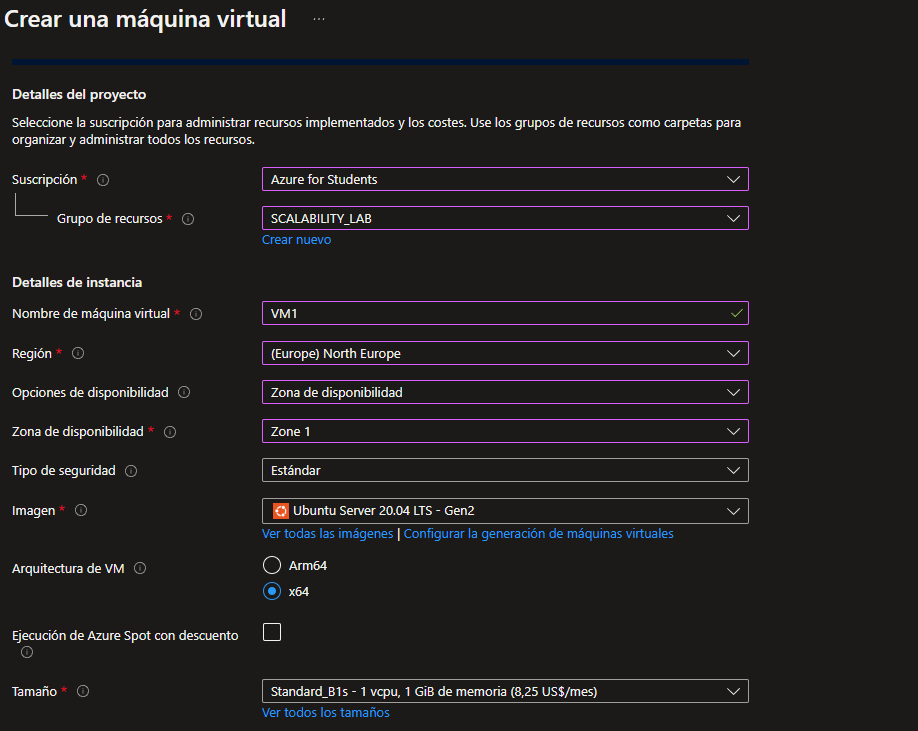 Crear una máquina virtual ...
Detalles del proyecto
Seleccione la suscripción para administrar recursos implementados y los costes. Use los grupos de recursos como carpetas para
organizar y administrar todos los recursos.
Suscripción *
Azure for Students
Grupo de recursos *
SCALABILITY_LAB
Crear nuevo
Detalles de instancia
Nombre de máquina virtual *
VM1
Región *
(Europe) North Europe
Opciones de disponibilidad
Zona de disponibilidad
Zona de disponibilidad *
Zone 1
Tipo de seguridad
Estándar
Imagen *
Ubuntu Server 20.04 LTS - Gen2
Ver todas las imágenes | Configurar la generación de máquinas virtuales
Arquitectura de VM
Arm64
x64
Ejecución de Azure Spot con descuento
Tamaño *
Standard_B1s - 1 vcpu, 1 GiB de memoria (8,25 US$/mes)
Ver todos los tamaños